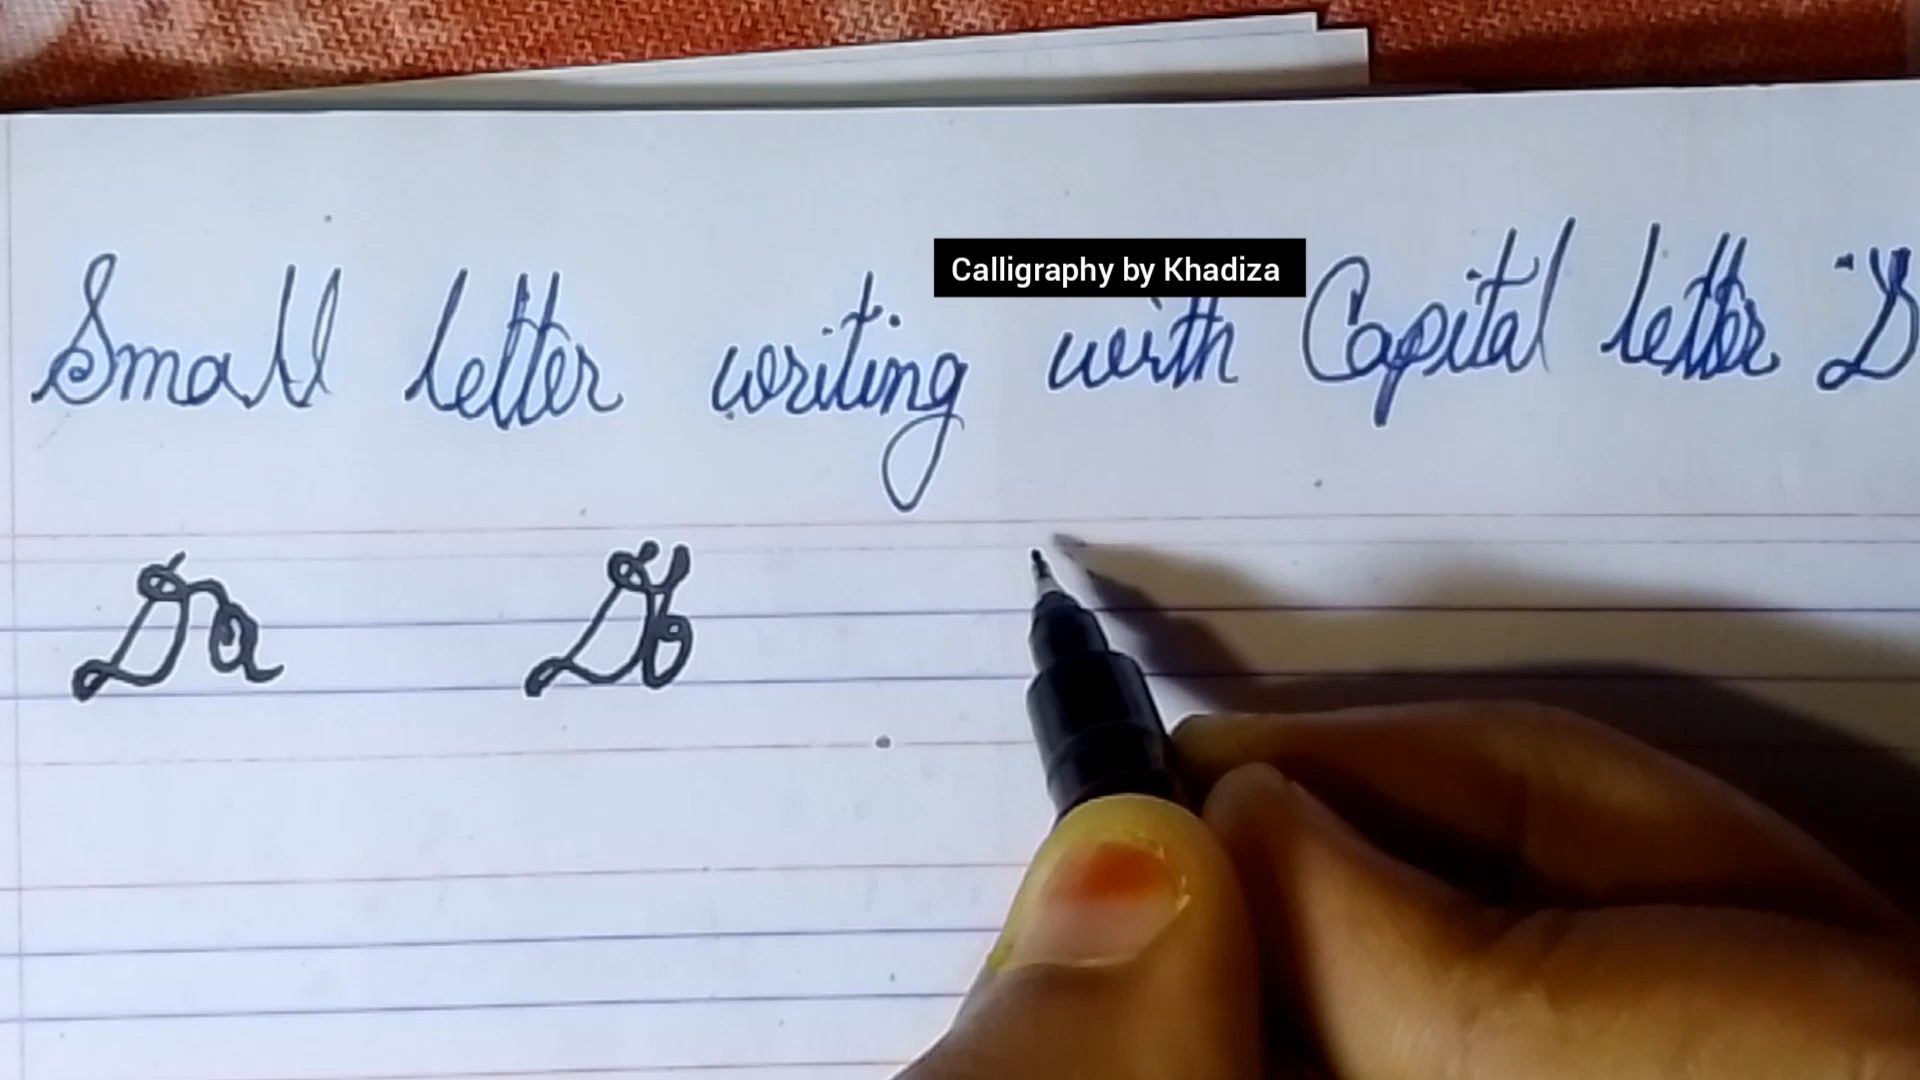 Calligraphy by Khadiza
Small letter writing with Capital letter "D
Da Db